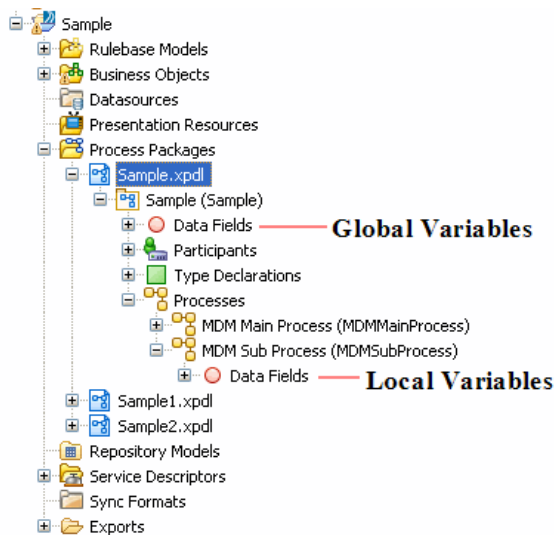 Sample
Rulebase Models
Business Objects
Datasources
Presentation Resources
Process Packages
Sample.xpdl
Sample (Sample)
Data Fields Global Variables
Participants
Type Declarations
Processes
MDM Main Process (MDMMainProcess)
MDM Sub Process (MDMSubProcess)
Data Fields Local Variables
Sample1.xpdl
Sample2.xpdl
Repository Models
Service Descriptors
Sync Formats
Exports